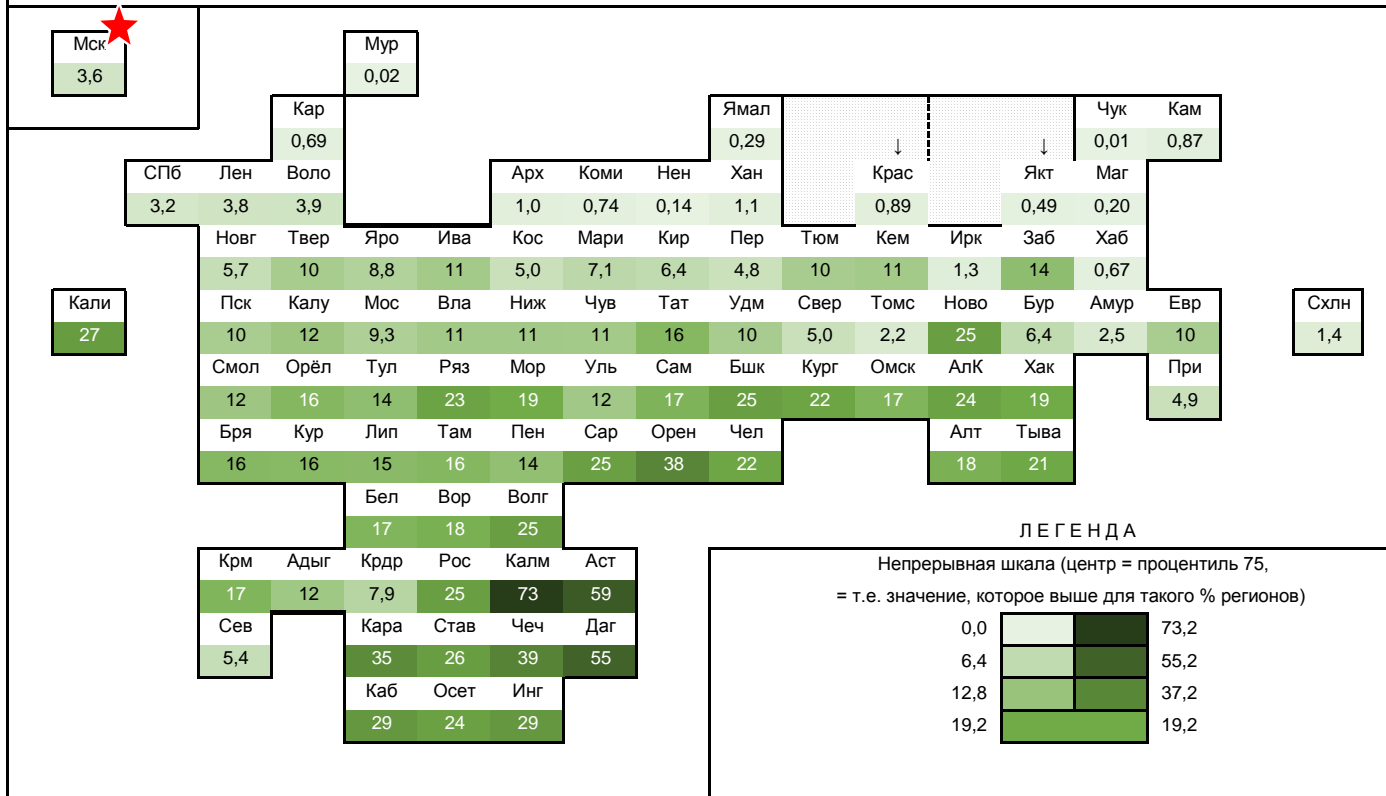 Мск Мур
3,6 0,02
Кар Ямал Чук Кам
0,69 0,29 ↓ ↓ 0,01 0,87
СПб Лен Воло Арх Коми Нен Хан Крас Якт Маг
3,2 3,8 3,9 1,0 0,74 0,14 1,1 0,89 0,49 0,20
Новг Твер Яро Ива Кос Мари Кир Пер Тюм Кем Ирк Заб Хаб
5,7 10 8,8 11 5,0 7,1 6,4 4,8 10 11 1,3 14 0,67
Кали Пск Калу Мос Вла Ниж Чув Тат Удм Свер Томс Ново Бур Амур Евр Схлн
27 10 12 9,3 11 11 11 16 10 5,0 2,2 25 6,4 2,5 10 1,4
Смол Орёл Тул Ряз Мор Уль Сам Бшк Кург Омск АлК Хак При
12 16 14 23 19 12 17 25 22 17 24 19 4,9
Бря Кур Лип Там Пен Сар Орен Чел Алт Тыва
16 16 15 16 14 25 38 22 18 21
Бел Вор Волг
17 18 25
ЛЕГЕНДА
Крм Адыг Крдр Рос Калм Аст
17 12 7,9 25 73 59
Сев Кара Став Чеч Даг
5,4 35 26 39 55
Каб Осет Инг
29 24 29
Непрерывная шкала (центр = процентиль 75,
= т.е. значение, которое выше для такого % регионов)
0,0 73,2
6,4 55,2
12,8 37,2
19,2 19,2